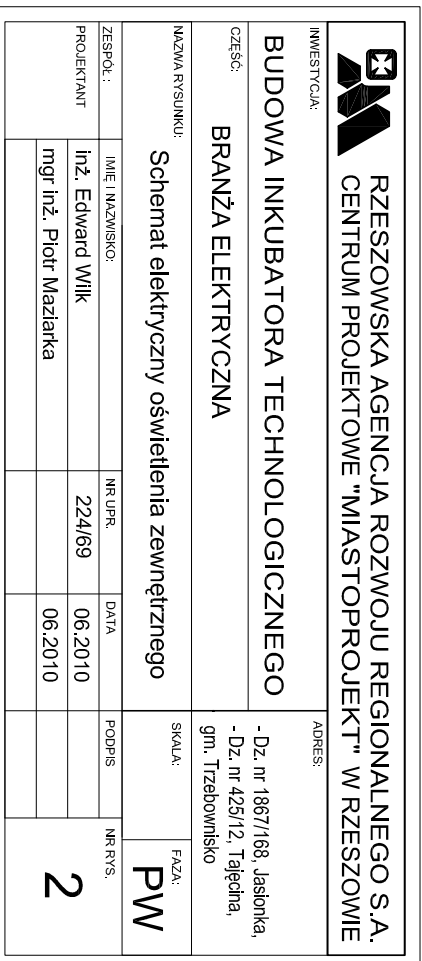 RZESZOWSKA AGENCJA ROZWOJU REGIONALNEGO S.A.
CENTRUM PROJEKTOWE "MIASTOPROJEKT" W RZESZOWIE
INWESTYCJA:
BUDOWA INKUBATORA TECHNOLOGICZNEGO
ADRES:
- Dz. nr 1867/168, Jasionka,
- Dz. nr 425/12, Tajęcina,
gm. Trzebownisko
CZĘŚĆ:
BRANŻA ELEKTRYCZNA
NAZWA RYSUNKU:
Schemat elektryczny oświetlenia zewnętrznego
SKALA:
FAZA:
PW
ZESPÓŁ : IMIĘ I NAZWISKO: NR UPR. DATA PODPIS NR RYS.
PROJEKTANT inż. Edward Wilk 224/69 06.2010
mgr inż. Piotr Maziarka 06.2010
2